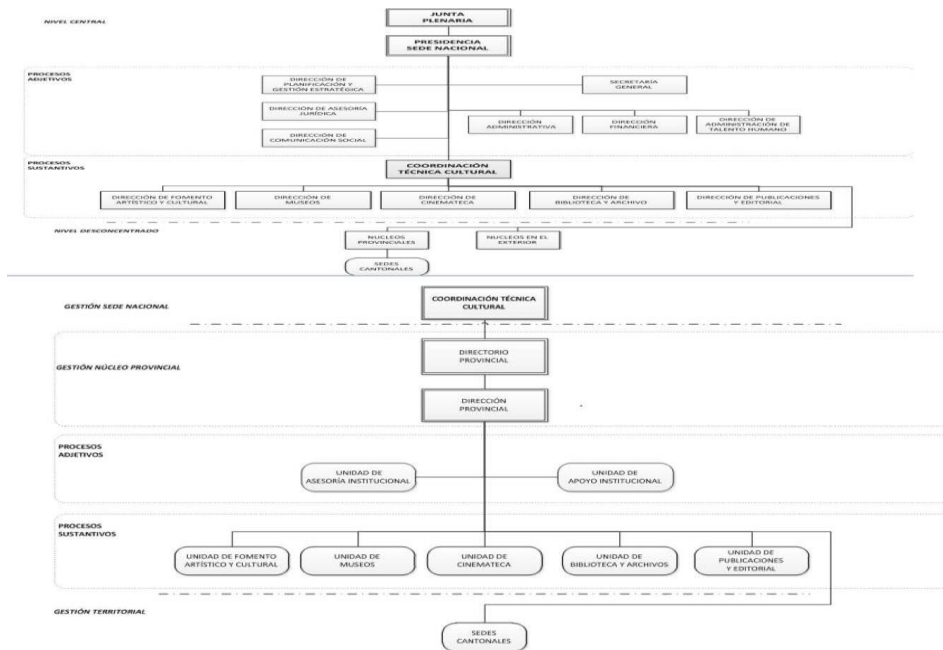 NIVEL CENTRAL
JUNTA
PLENARIA
PRESIDENCIA
SEDE NACIONAL
PROCESOS
ADJETIVOS
DIRECCIÓN DE
PLANIFICACIÓN Y
GESTIÓN ESTRATÉGICA
SECRETARÍA
GENERAL
DIRECCIÓN DE ASESORÍA
JURÍDICA
DIRECCIÓN
ADMINISTRATIVA
DIRECCIÓN
FINANCIERA
DIRECCIÓN DE
ADMINISTRACIÓN DE
TALENTO HUMANO
DIRECCIÓN DE
COMUNICACIÓN SOCIAL
PROCESOS
SUSTANTIVOS
COORDINACIÓN
TÉCNICA CULTURAL
DIRECCIÓN DE FOMENTO
ARTÍSTICO Y CULTURAL
DIRECCIÓN DE
MUSEOS
DIRECCIÓN DE
CINEMATECA
DIRECCIÓN DE
BIBLIOTECA Y ARCHIVO
DIRECCIÓN DE PUBLICACIONES
Y EDITORIAL
NIVEL DESCONCENTRADO
NUCLEOS
PROVINCIALES
NUCLEOS EN EL
EXTERIOR
SEDES
CANTONALES
GESTIÓN SEDE NACIONAL
COORDINACIÓN TÉCNICA
CULTURAL
GESTIÓN NÚCLEO PROVINCIAL
DIRECTORIO
PROVINCIAL
DIRECCIÓN
PROVINCIAL
PROCESOS
ADJETIVOS
UNIDAD DE
ASESORÍA INSTITUCIONAL
UNIDAD DE
APOYO INSTITUCIONAL
PROCESOS
SUSTANTIVOS
UNIDAD DE FOMENTO
ARTÍSTICO Y CULTURAL
UNIDAD DE
MUSEOS
UNIDAD DE
CINEMATECA
UNIDAD DE
BIBLIOTECA Y ARCHIVOS
UNIDAD DE
PUBLICACIONES
Y EDITORIAL
GESTIÓN TERRITORIAL
SEDES
CANTONALES